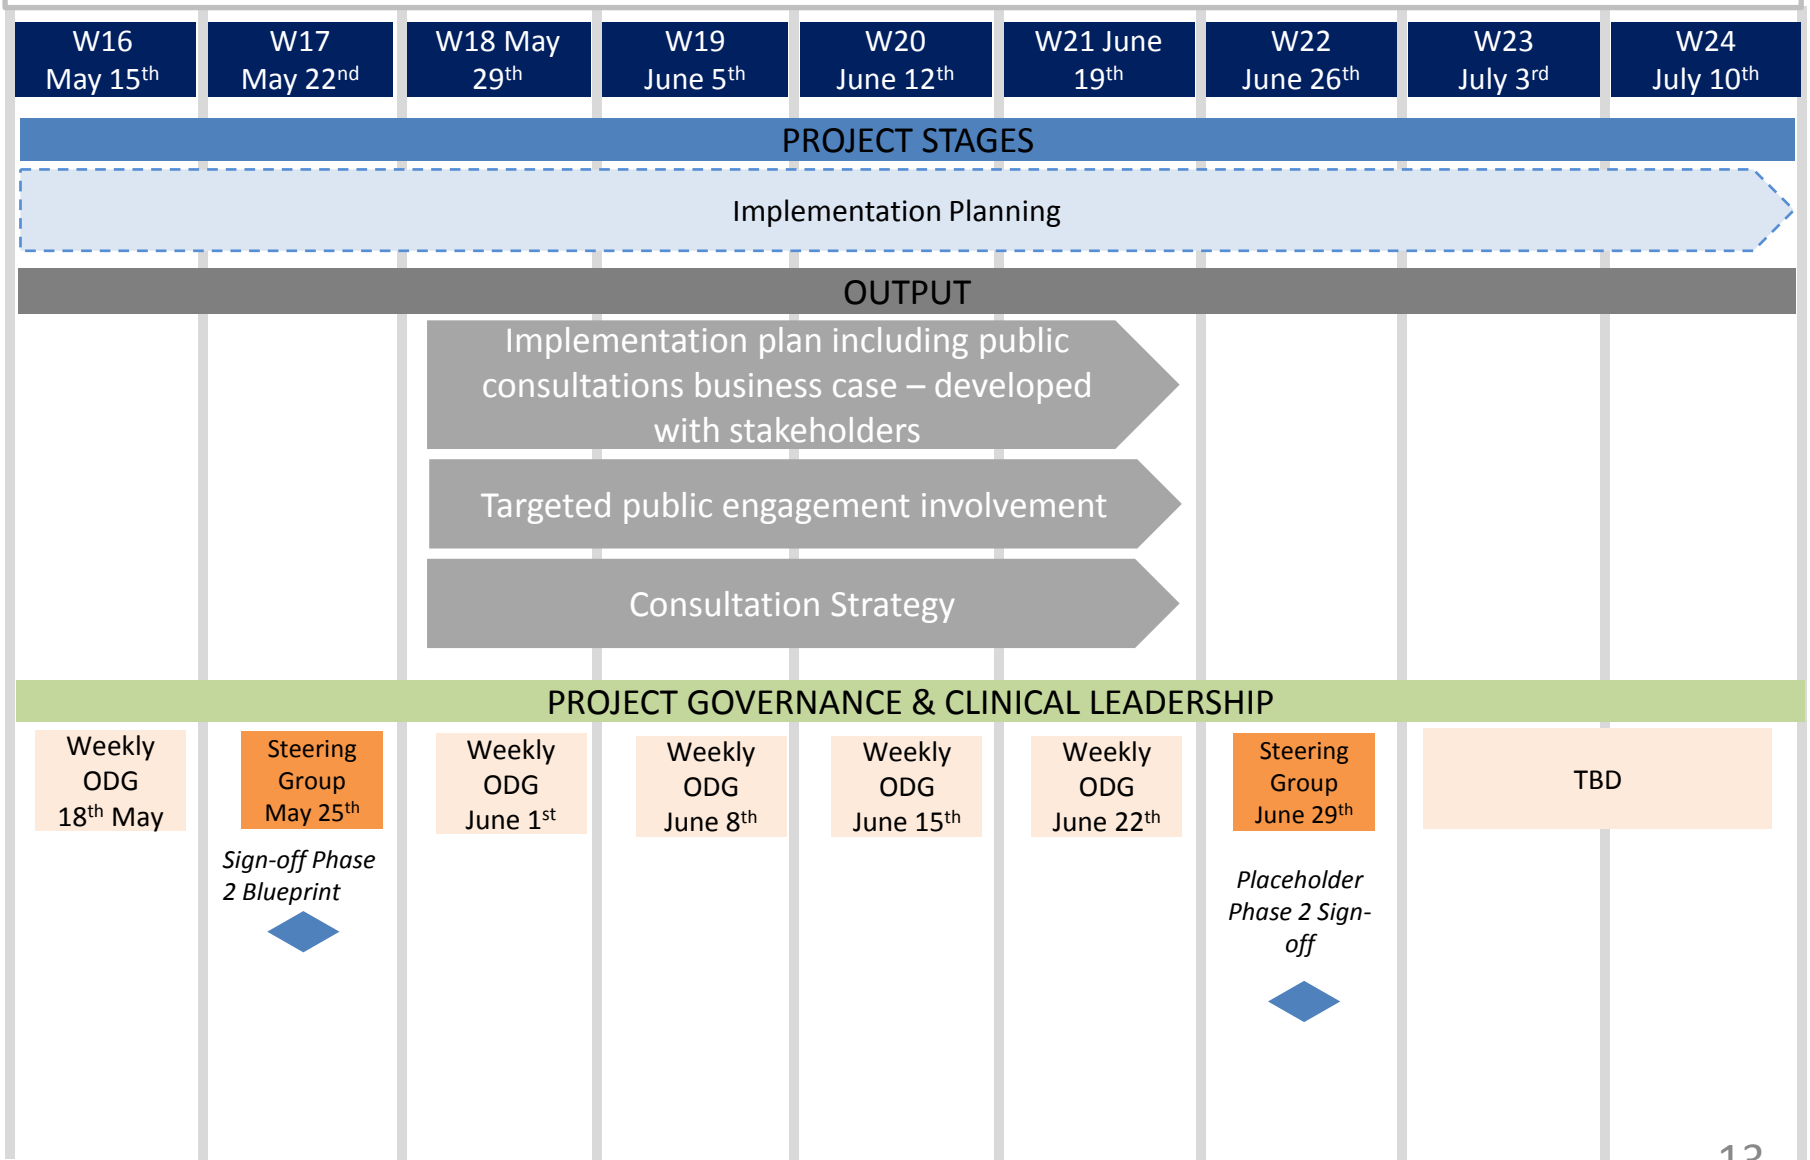 W16
May 15th
W17
May 22nd
W18 May
29th
W19
June 5th
W20
June 12th
W21 June
19th
W22
June 26th
W23
July 3rd
W24
July 10th
PROJECT STAGES
Implementation Planning
OUTPUT
Implementation plan including public
consultations business case – developed
with stakeholders
Targeted public engagement involvement
Consultation Strategy
PROJECT GOVERNANCE & CLINICAL LEADERSHIP
Weekly
ODG
18th May
Steering
Group
May 25th
Weekly
ODG
June 1st
Weekly
ODG
June 8th
Weekly
ODG
June 15th
Weekly
ODG
June 22th
Steering
Group
June 29th
TBD
Sign-off Phase
2 Blueprint
Placeholder
Phase 2 Sign-
off
13